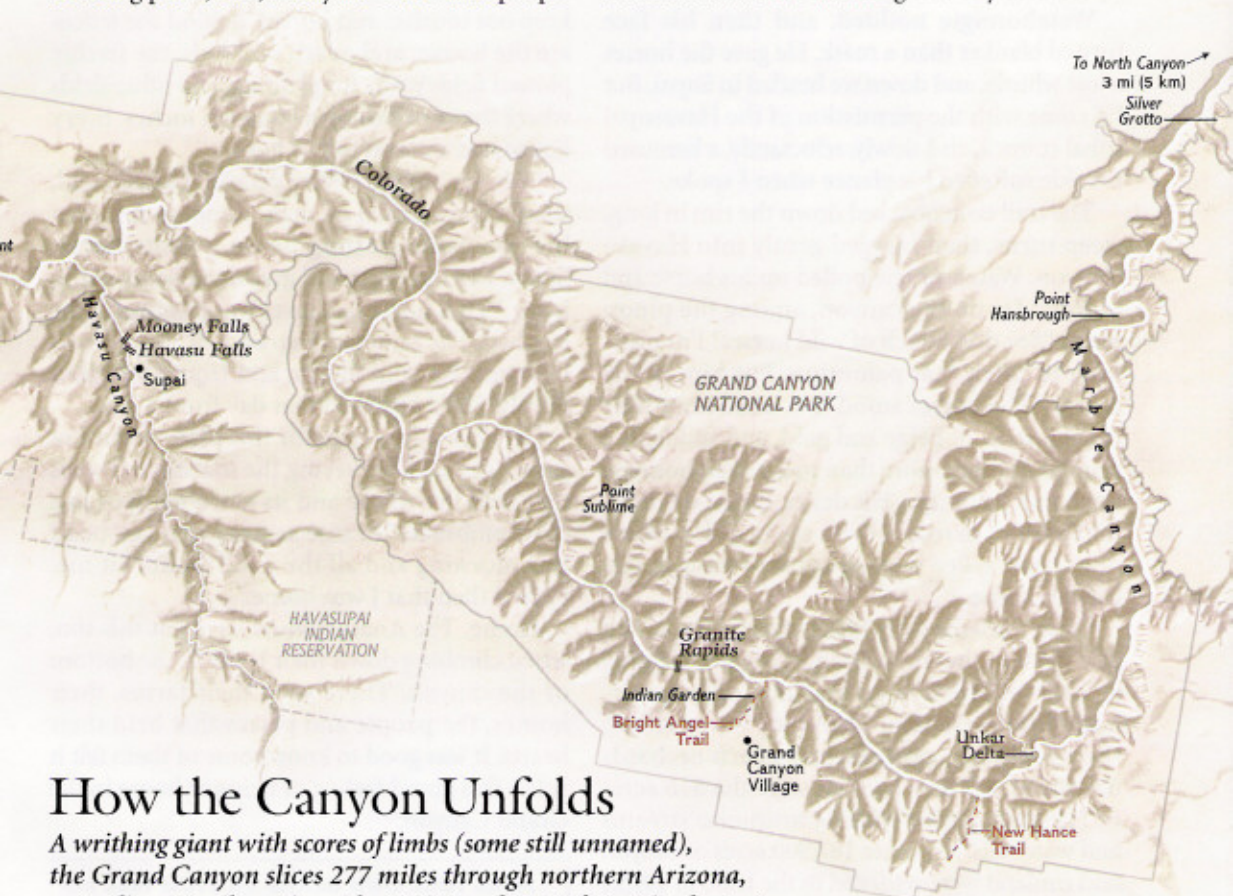 To North Canyon
3 mi (5 km)
Silver
Grotto
Colorado
nt
Point
Hansbrough
Havasu Canyon
Mooney Falls
Havasu Falls
Supai
Marble Canyon
GRAND CANYON
NATIONAL PARK
Point
Sublime
HAVASUPAI
INDIAN
RESERVATION
Granite
Rapids
Indian Garden
Bright Angel
Trail
Grand
Canyon
Village
Unkar
Delta
New Hance
Trail
How the Canyon Unfolds
A writhing giant with scores of limbs (some still unnamed),
the Grand Canyon slices 277 miles through northern Arizona,